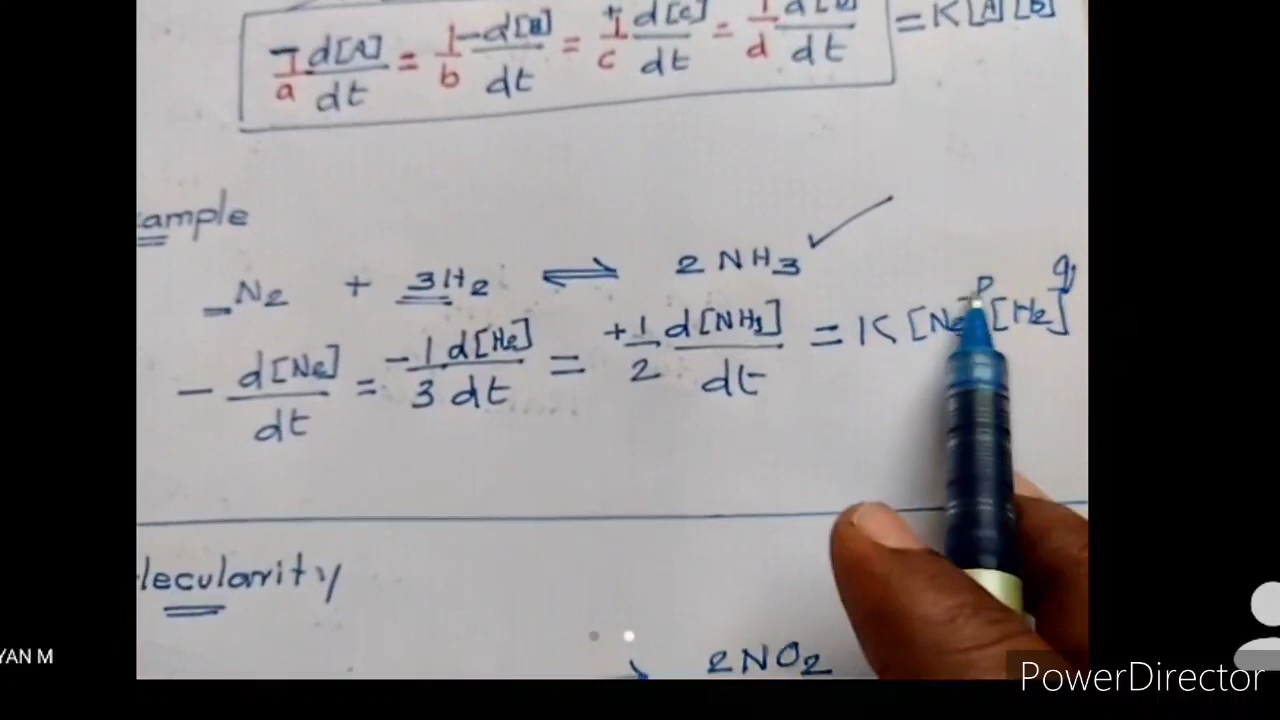 -1/a d[A]/dt = 1/b -d[B]/dt = +1/c d[C]/dt = 1/d d[D]/dt = K[A][B]
ample
N2 + 3H2 ⇌ 2NH3 ✓
- d[N2]/dt = -1/3 d[H2]/dt = +1/2 d[NH3]/dt = K[N2]^p [H2]^q
lecularity
2NO2
YAN M
PowerDirector